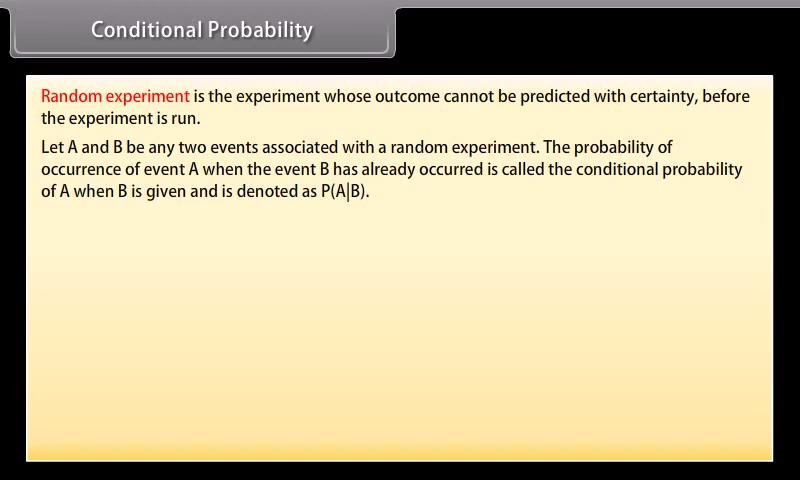 Conditional Probability
Random experiment is the experiment whose outcome cannot be predicted with certainty, before
the experiment is run.
Let A and B be any two events associated with a random experiment. The probability of
occurrence of event A when the event B has already occurred is called the conditional probability
of A when B is given and is denoted as P(A|B).